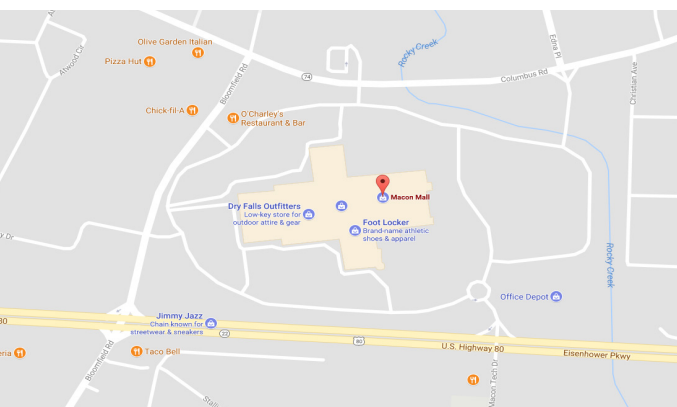 Olive Garden Italian
Pizza Hut
Atwood Cir
Bloomfield Rd
74
Rocky Creek
Edna Pl
Columbus Rd
Christian Ave
Chick-fil-A
O'Charley's
Restaurant & Bar
Macon Mall
Dry Falls Outfitters
Low-key store for
outdoor attire & gear
Foot Locker
Brand-name athletic
shoes & apparel
y Dr
Rocky Creek
Office Depot
Jimmy Jazz
Chain known for
streetwear & sneakers
80
22
80
U.S. Highway 80
Eisenhower Pkwy
eria
Taco Bell
Bloomfield Rd
Macon Tech Dr
Stall